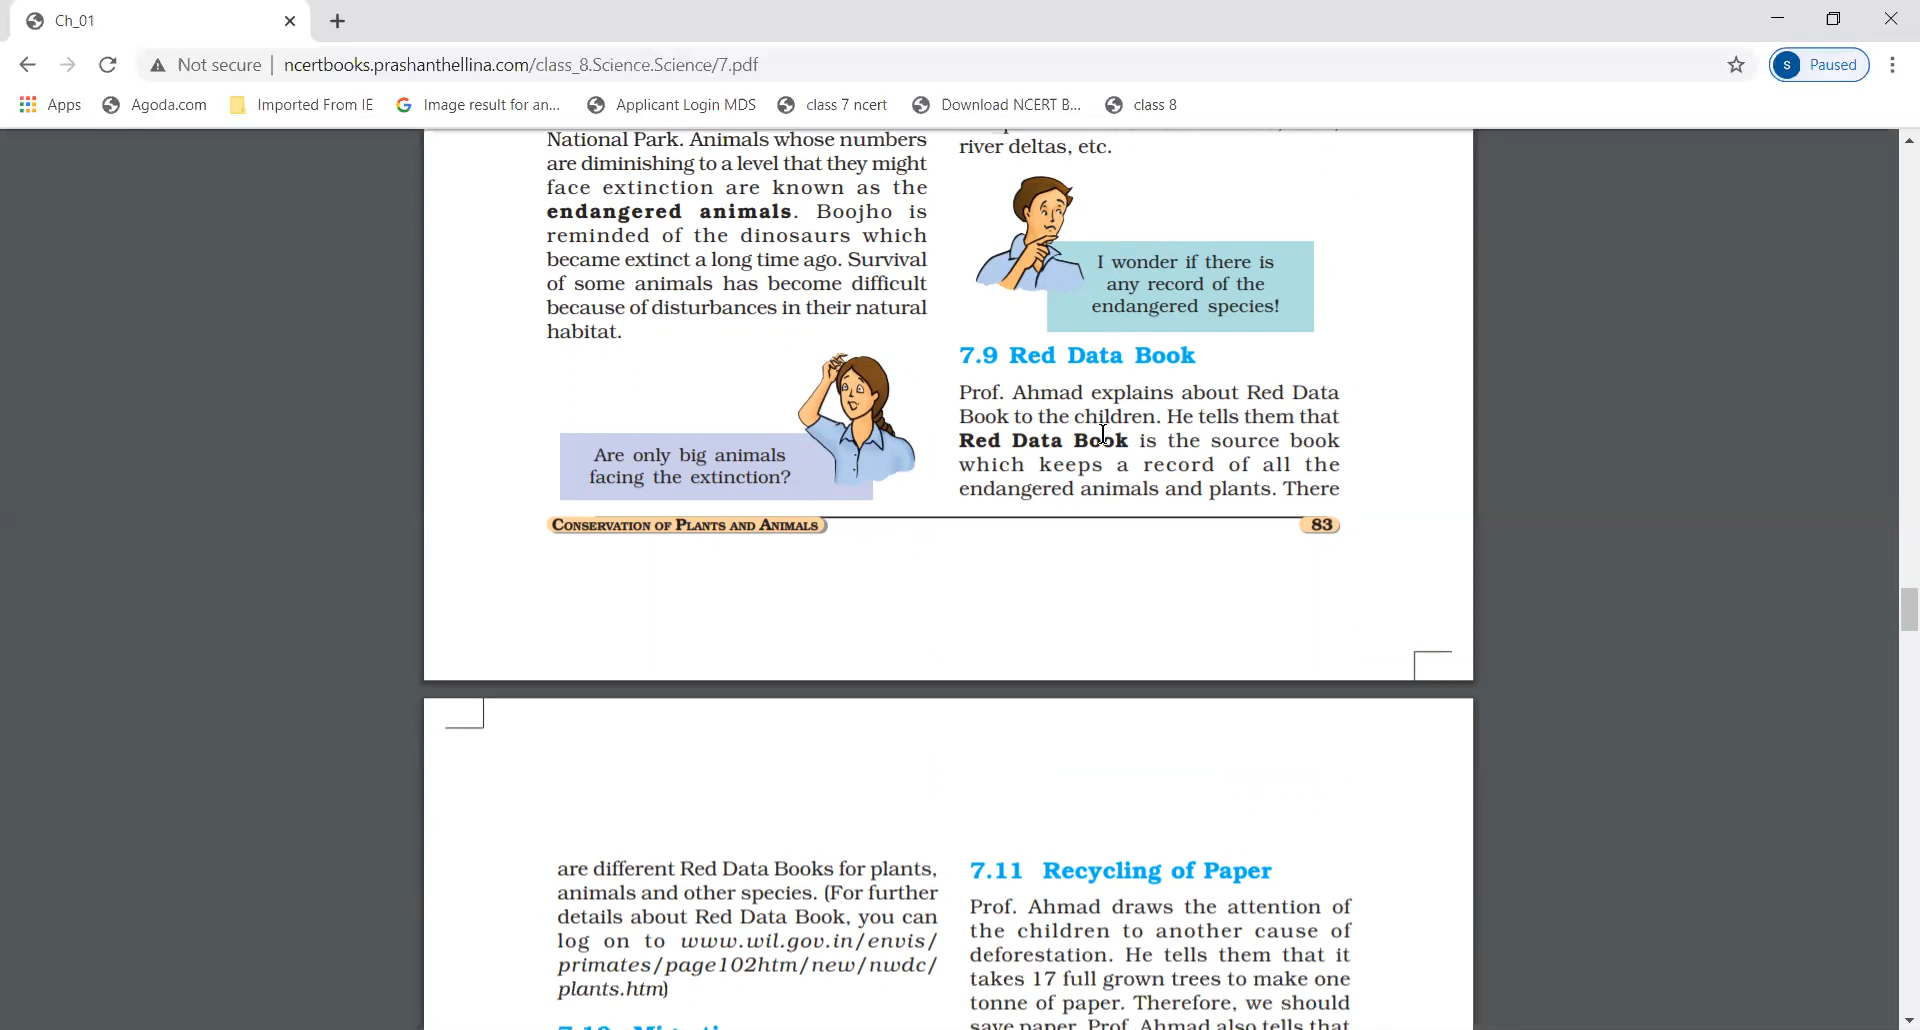 Ch_01
Not secure
ncertbooks.prashanthellina.com/class_8.Science.Science/7.pdf
S
Paused
Apps
Agoda.com
Imported From IE
Image result for an...
Applicant Login MDS
class 7 ncert
Download NCERT B...
class 8
National Park. Animals whose numbers
are diminishing to a level that they might
face extinction are known as the
endangered animals. Boojho is
reminded of the dinosaurs which
became extinct a long time ago. Survival
of some animals has become difficult
because of disturbances in their natural
habitat.
Are only big animals
facing the extinction?
river deltas, etc.
I wonder if there is
any record of the
endangered species!
7.9 Red Data Book
Prof. Ahmad explains about Red Data
Book to the children. He tells them that
Red Data Book is the source book
which keeps a record of all the
endangered animals and plants. There
CONSERVATION OF PLANTS AND ANIMALS
83
are different Red Data Books for plants,
animals and other species. (For further
details about Red Data Book, you can
log on to www.wil.gov.in/envis/
primates/page102htm/new/nwdc/
plants.htm)
7.11 Recycling of Paper
Prof. Ahmad draws the attention of
the children to another cause of
deforestation. He tells them that it
takes 17 full grown trees to make one
tonne of paper. Therefore, we should
save paper. Prof. Ahmad also tells that